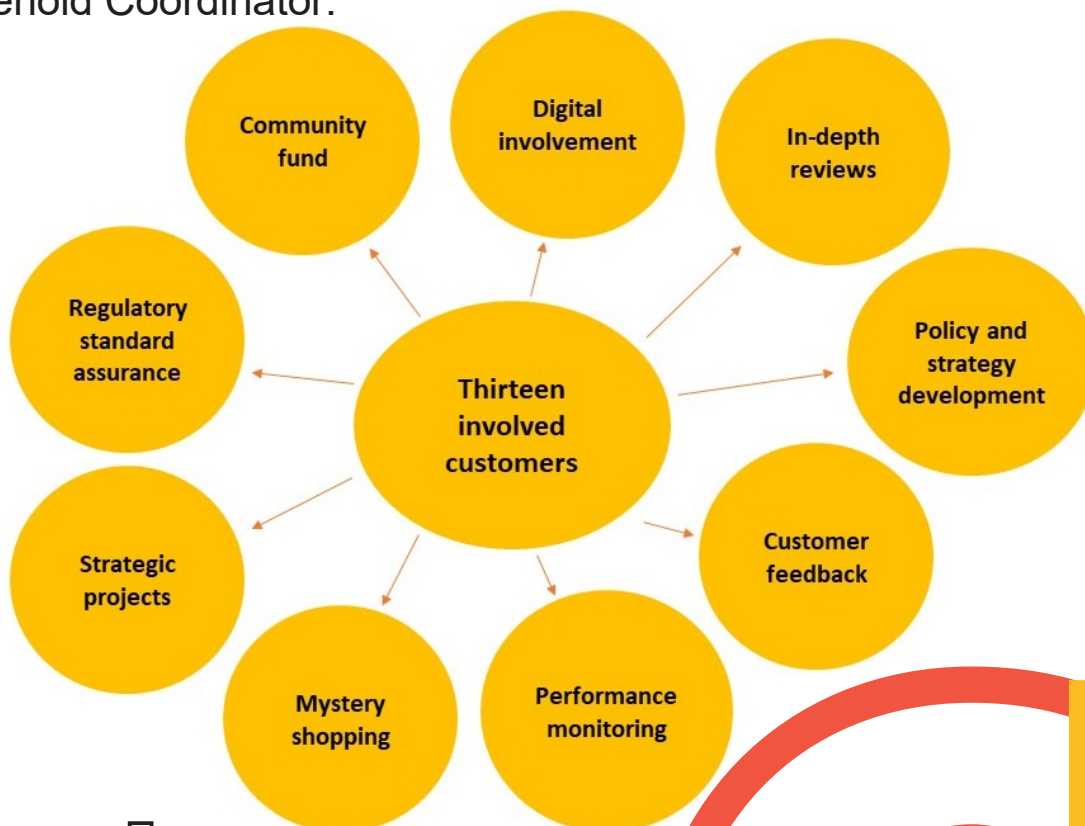 Coordinator.
Community
fund
Digital
involvement
In-depth
reviews
Regulatory
standard
assurance
Policy and
strategy
development
Thirteen
involved
customers
Customer
feedback
Strategic
projects
Mystery
shopping
Performance
monitoring